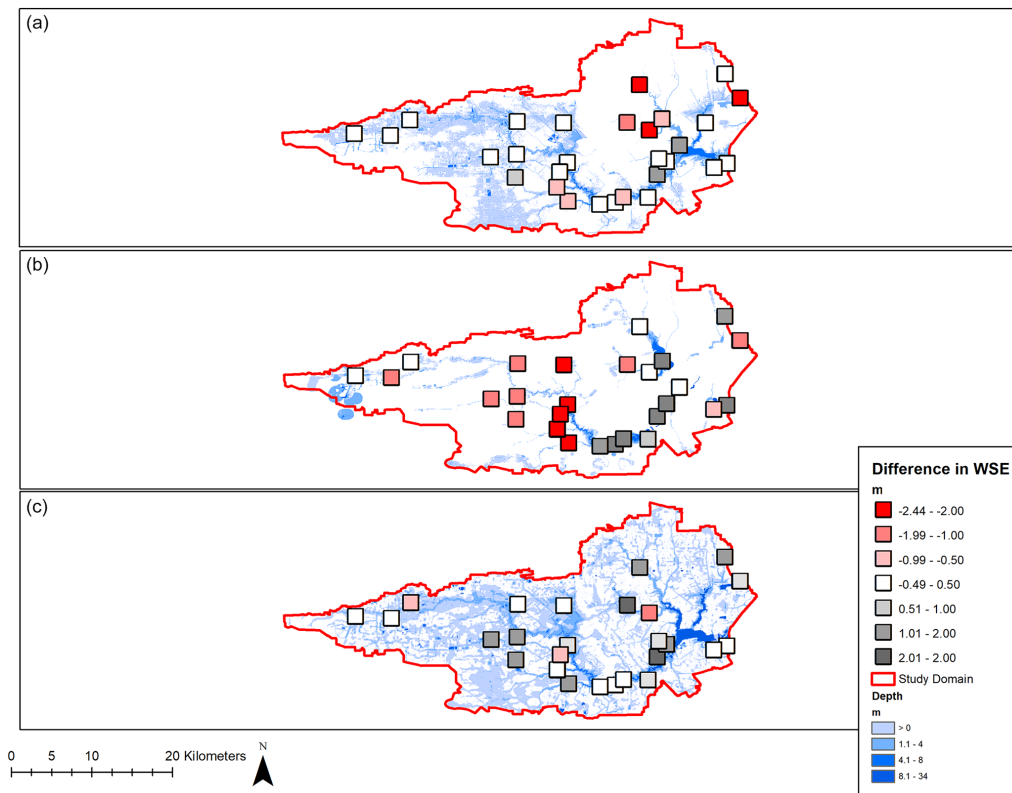 (a)
(b)
(c)
Difference in WSE
m
-2.44 - -2.00
-1.99 - -1.00
-0.99 - -0.50
-0.49 - 0.50
0.51 - 1.00
1.01 - 2.00
2.01 - 2.00
Study Domain
Depth
m
> 0
1.1 - 4
4.1 - 8
8.1 - 34
0 5 10 20 Kilometers
N